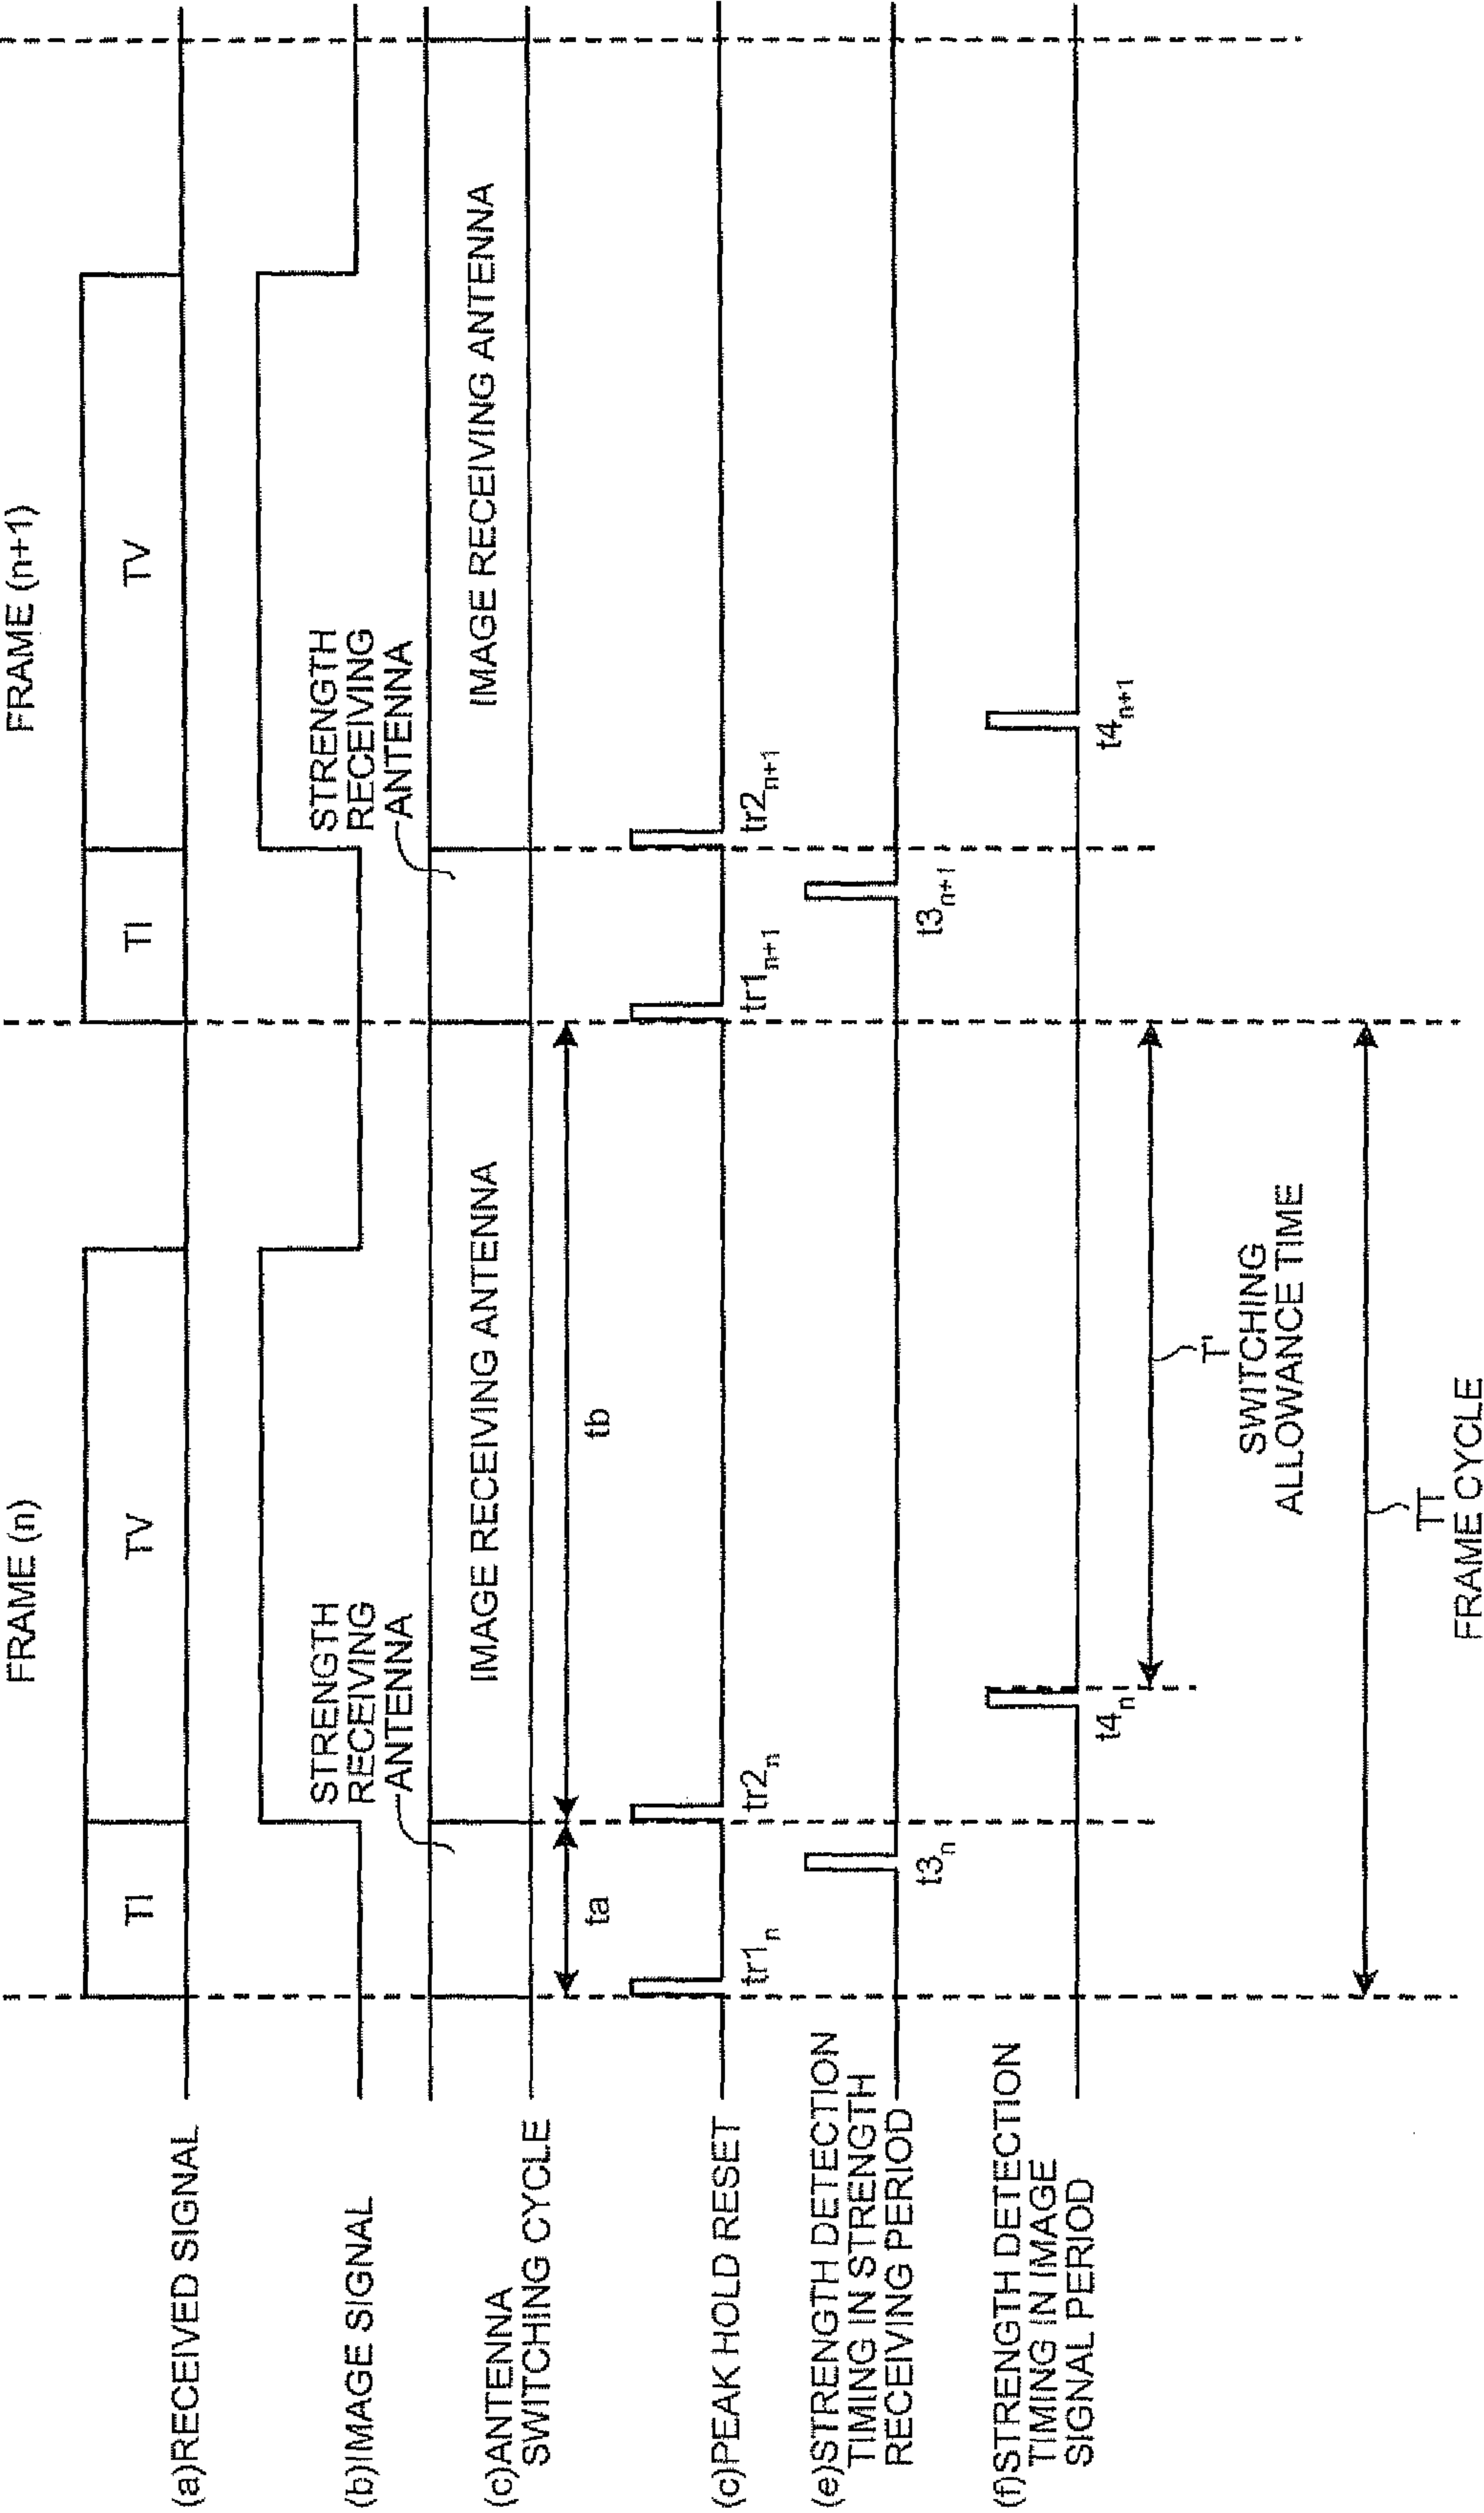 FRAME (n)
FRAME (n+1)
(a)RECEIVED SIGNAL
TI
TV
TI
TV
(b)IMAGE SIGNAL
STRENGTH
RECEIVING
ANTENNA
STRENGTH
RECEIVING
ANTENNA
(c)ANTENNA
SWITCHING CYCLE
IMAGE RECEIVING ANTENNA
IMAGE RECEIVING ANTENNA
ta
tb
(c)PEAK HOLD RESET
tr1n
tr2n
tr1n+1
tr2n+1
(e)STRENGTH DETECTION
TIMING IN STRENGTH
RECEIVING PERIOD
t3n
t3n+1
(f)STRENGTH DETECTION
TIMING IN IMAGE
SIGNAL PERIOD
t4n
t4n+1
T'
SWITCHING
ALLOWANCE TIME
TT
FRAME CYCLE